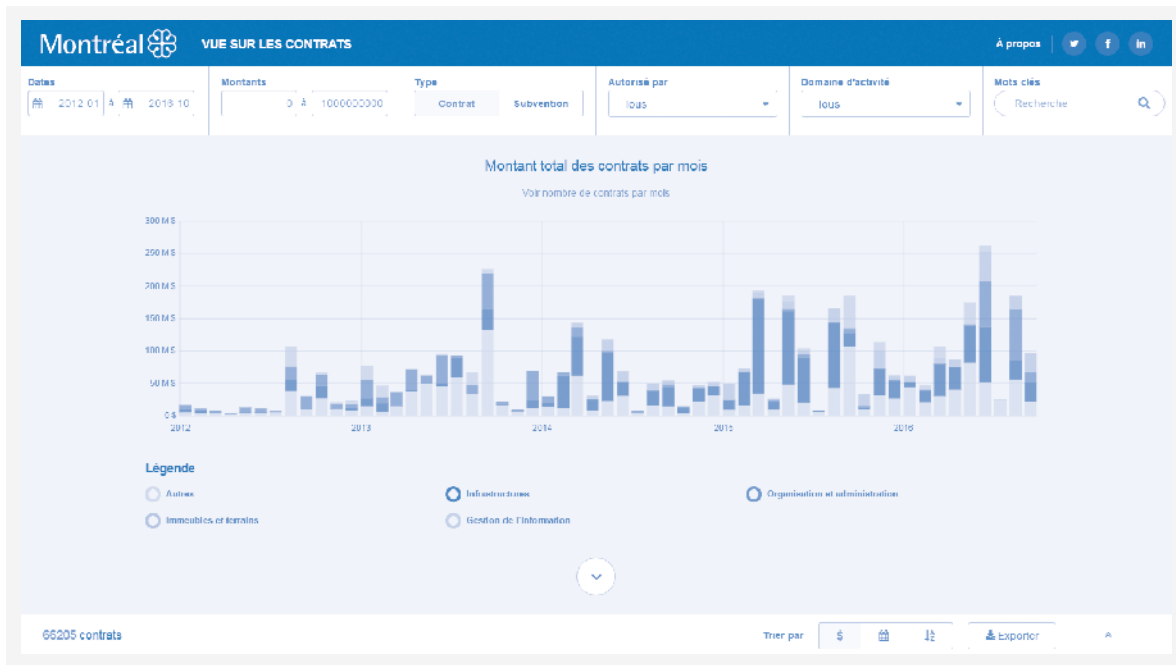 Montréal VUE SUR LES CONTRATS À propos
Dates Montants Type Autorisé par Domaine d'activité Mots clés
2012-01 à 2016-10 0 à 1000000000 Contrat Subvention Tous Tous Recherche
Montant total des contrats par mois
Voir nombre de contrats par mois
300 M$
250 M$
200 M$
150 M$
100 M$
50 M$
0 $
2012 2013 2014 2015 2016
Légende
Autres Infrastructures Organisation et administration
Immeubles et terrains Gestion de l'information
66205 contrats Trier par $ Exporter